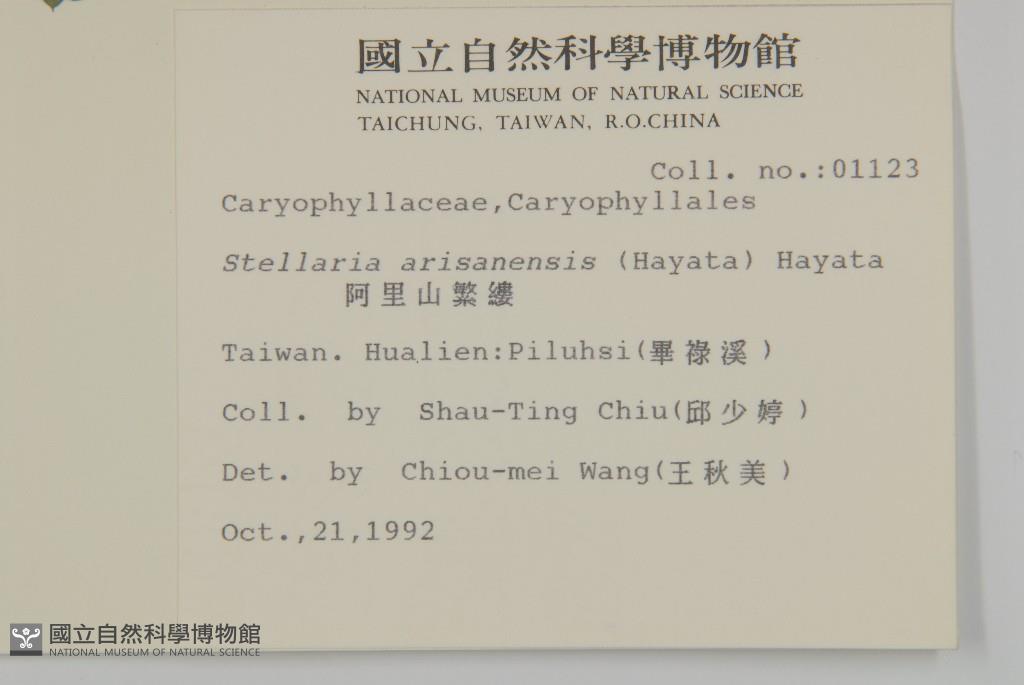 國立自然科學博物館
NATIONAL MUSEUM OF NATURAL SCIENCE
TAICHUNG, TAIWAN, R.O.CHINA
Coll. no.:01123
Caryophyllaceae,Caryophyllales
Stellaria arisanensis (Hayata) Hayata
阿里山繁縷
Taiwan. Hualien:Piluhsi(畢祿溪)
Coll. by Shau-Ting Chiu(邱少婷)
Det. by Chiou-mei Wang(王秋美)
Oct.,21,1992
國立自然科學博物館
NATIONAL MUSEUM OF NATURAL SCIENCE